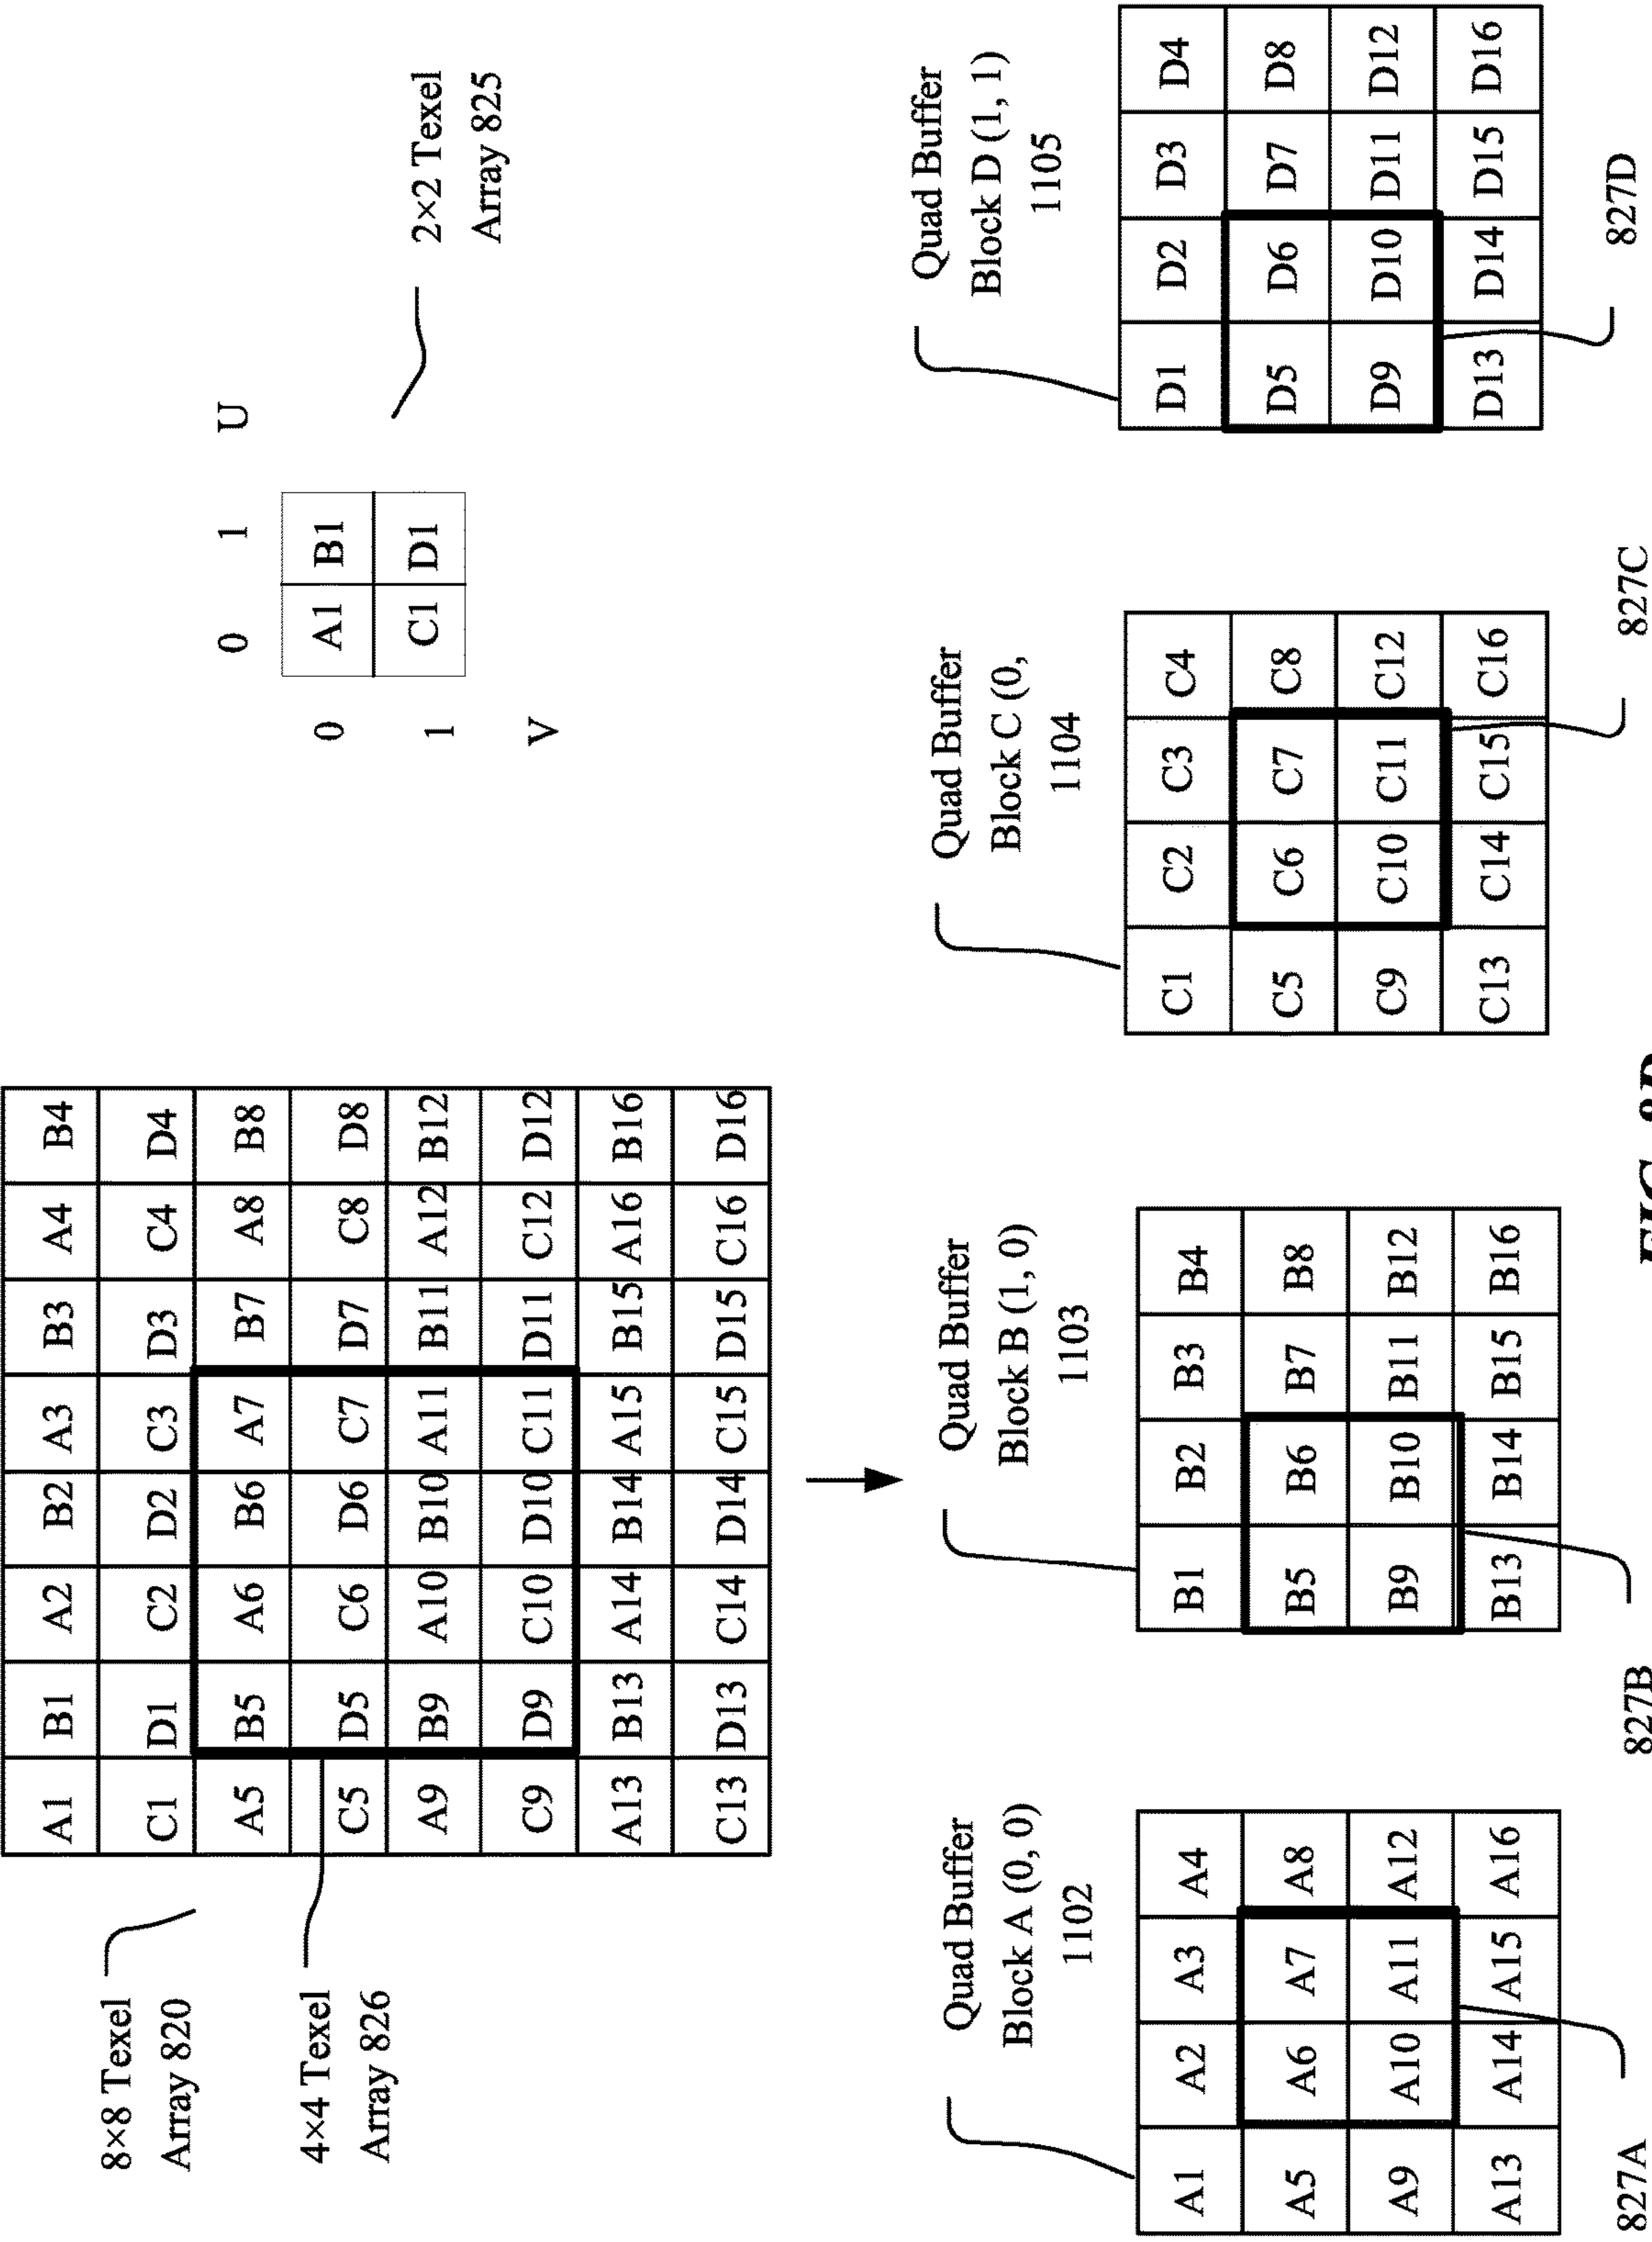 8×8 Texel
Array 820
4×4 Texel
Array 826
A1 B1 A2 B2 A3 B3 A4 B4
C1 D1 C2 D2 C3 D3 C4 D4
A5 B5 A6 B6 A7 B7 A8 B8
C5 D5 C6 D6 C7 D7 C8 D8
A9 B9 A10 B10 A11 B11 A12 B12
C9 D9 C10 D10 C11 D11 C12 D12
A13 B13 A14 B14 A15 B15 A16 B16
C13 D13 C14 D14 C15 D15 C16 D16
0 1 U
0 A1 B1
1 C1 D1
V
2×2 Texel
Array 825
Quad Buffer
Block A (0, 0)
1102
A1 A2 A3 A4
A5 A6 A7 A8
A9 A10 A11 A12
A13 A14 A15 A16
827A
Quad Buffer
Block B (1, 0)
1103
B1 B2 B3 B4
B5 B6 B7 B8
B9 B10 B11 B12
B13 B14 B15 B16
827B
Quad Buffer
Block C (0,
1104
C1 C2 C3 C4
C5 C6 C7 C8
C9 C10 C11 C12
C13 C14 C15 C16
827C
Quad Buffer
Block D (1, 1)
1105
D1 D2 D3 D4
D5 D6 D7 D8
D9 D10 D11 D12
D13 D14 D15 D16
827D